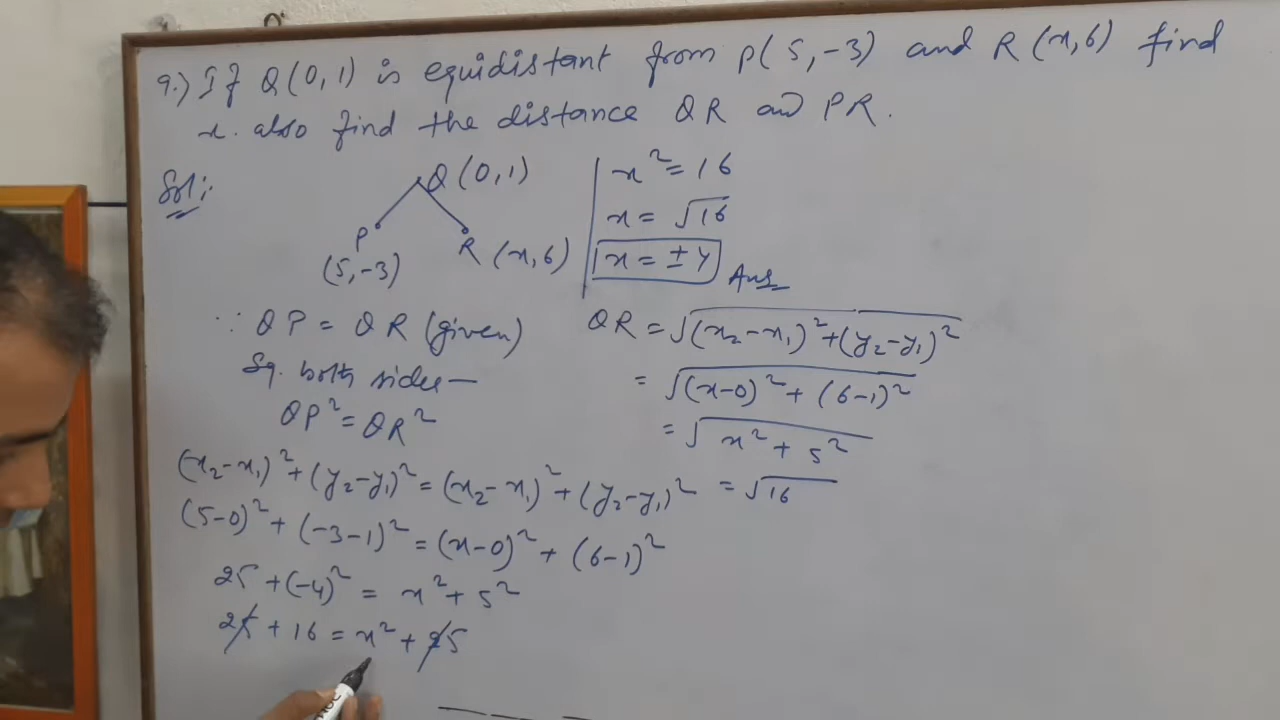 9.) If Q(0,1) is equidistant from P(5,-3) and R(x,6) find
x. also find the distance QR and PR.
Sol:
Q(0,1)
P
(5,-3)
R (x,6)
∵ QP = QR (given)
Sq. both sides—
QP² = QR²
(x₂-x₁)²+(y₂-y₁)² = (x₂-x₁)²+(y₂-y₁)²
(5-0)²+(-3-1)² = (x-0)²+(6-1)²
25 +(-4)² = x²+5²
25 + 16 = x² + 25
x² = 16
x = √16
x = ±4
Ans
QR = √(x₂-x₁)²+(y₂-y₁)²
= √(x-0)²+(6-1)²
= √x²+5²
= √16